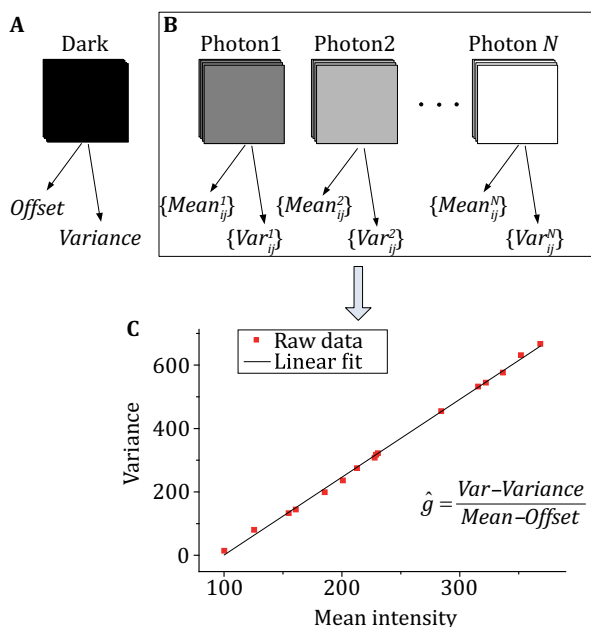 A
Dark
Offset
Variance
B
Photon1 Photon2 . . . Photon N
{Mean¹ᵢⱼ} {Mean²ᵢⱼ} {Meanᴺᵢⱼ}
{Var¹ᵢⱼ} {Var²ᵢⱼ} {Varᴺᵢⱼ}
C
Raw data
Linear fit
600
400
200
0
Variance
ĝ = Var–Variance / Mean–Offset
100 200 300
Mean intensity